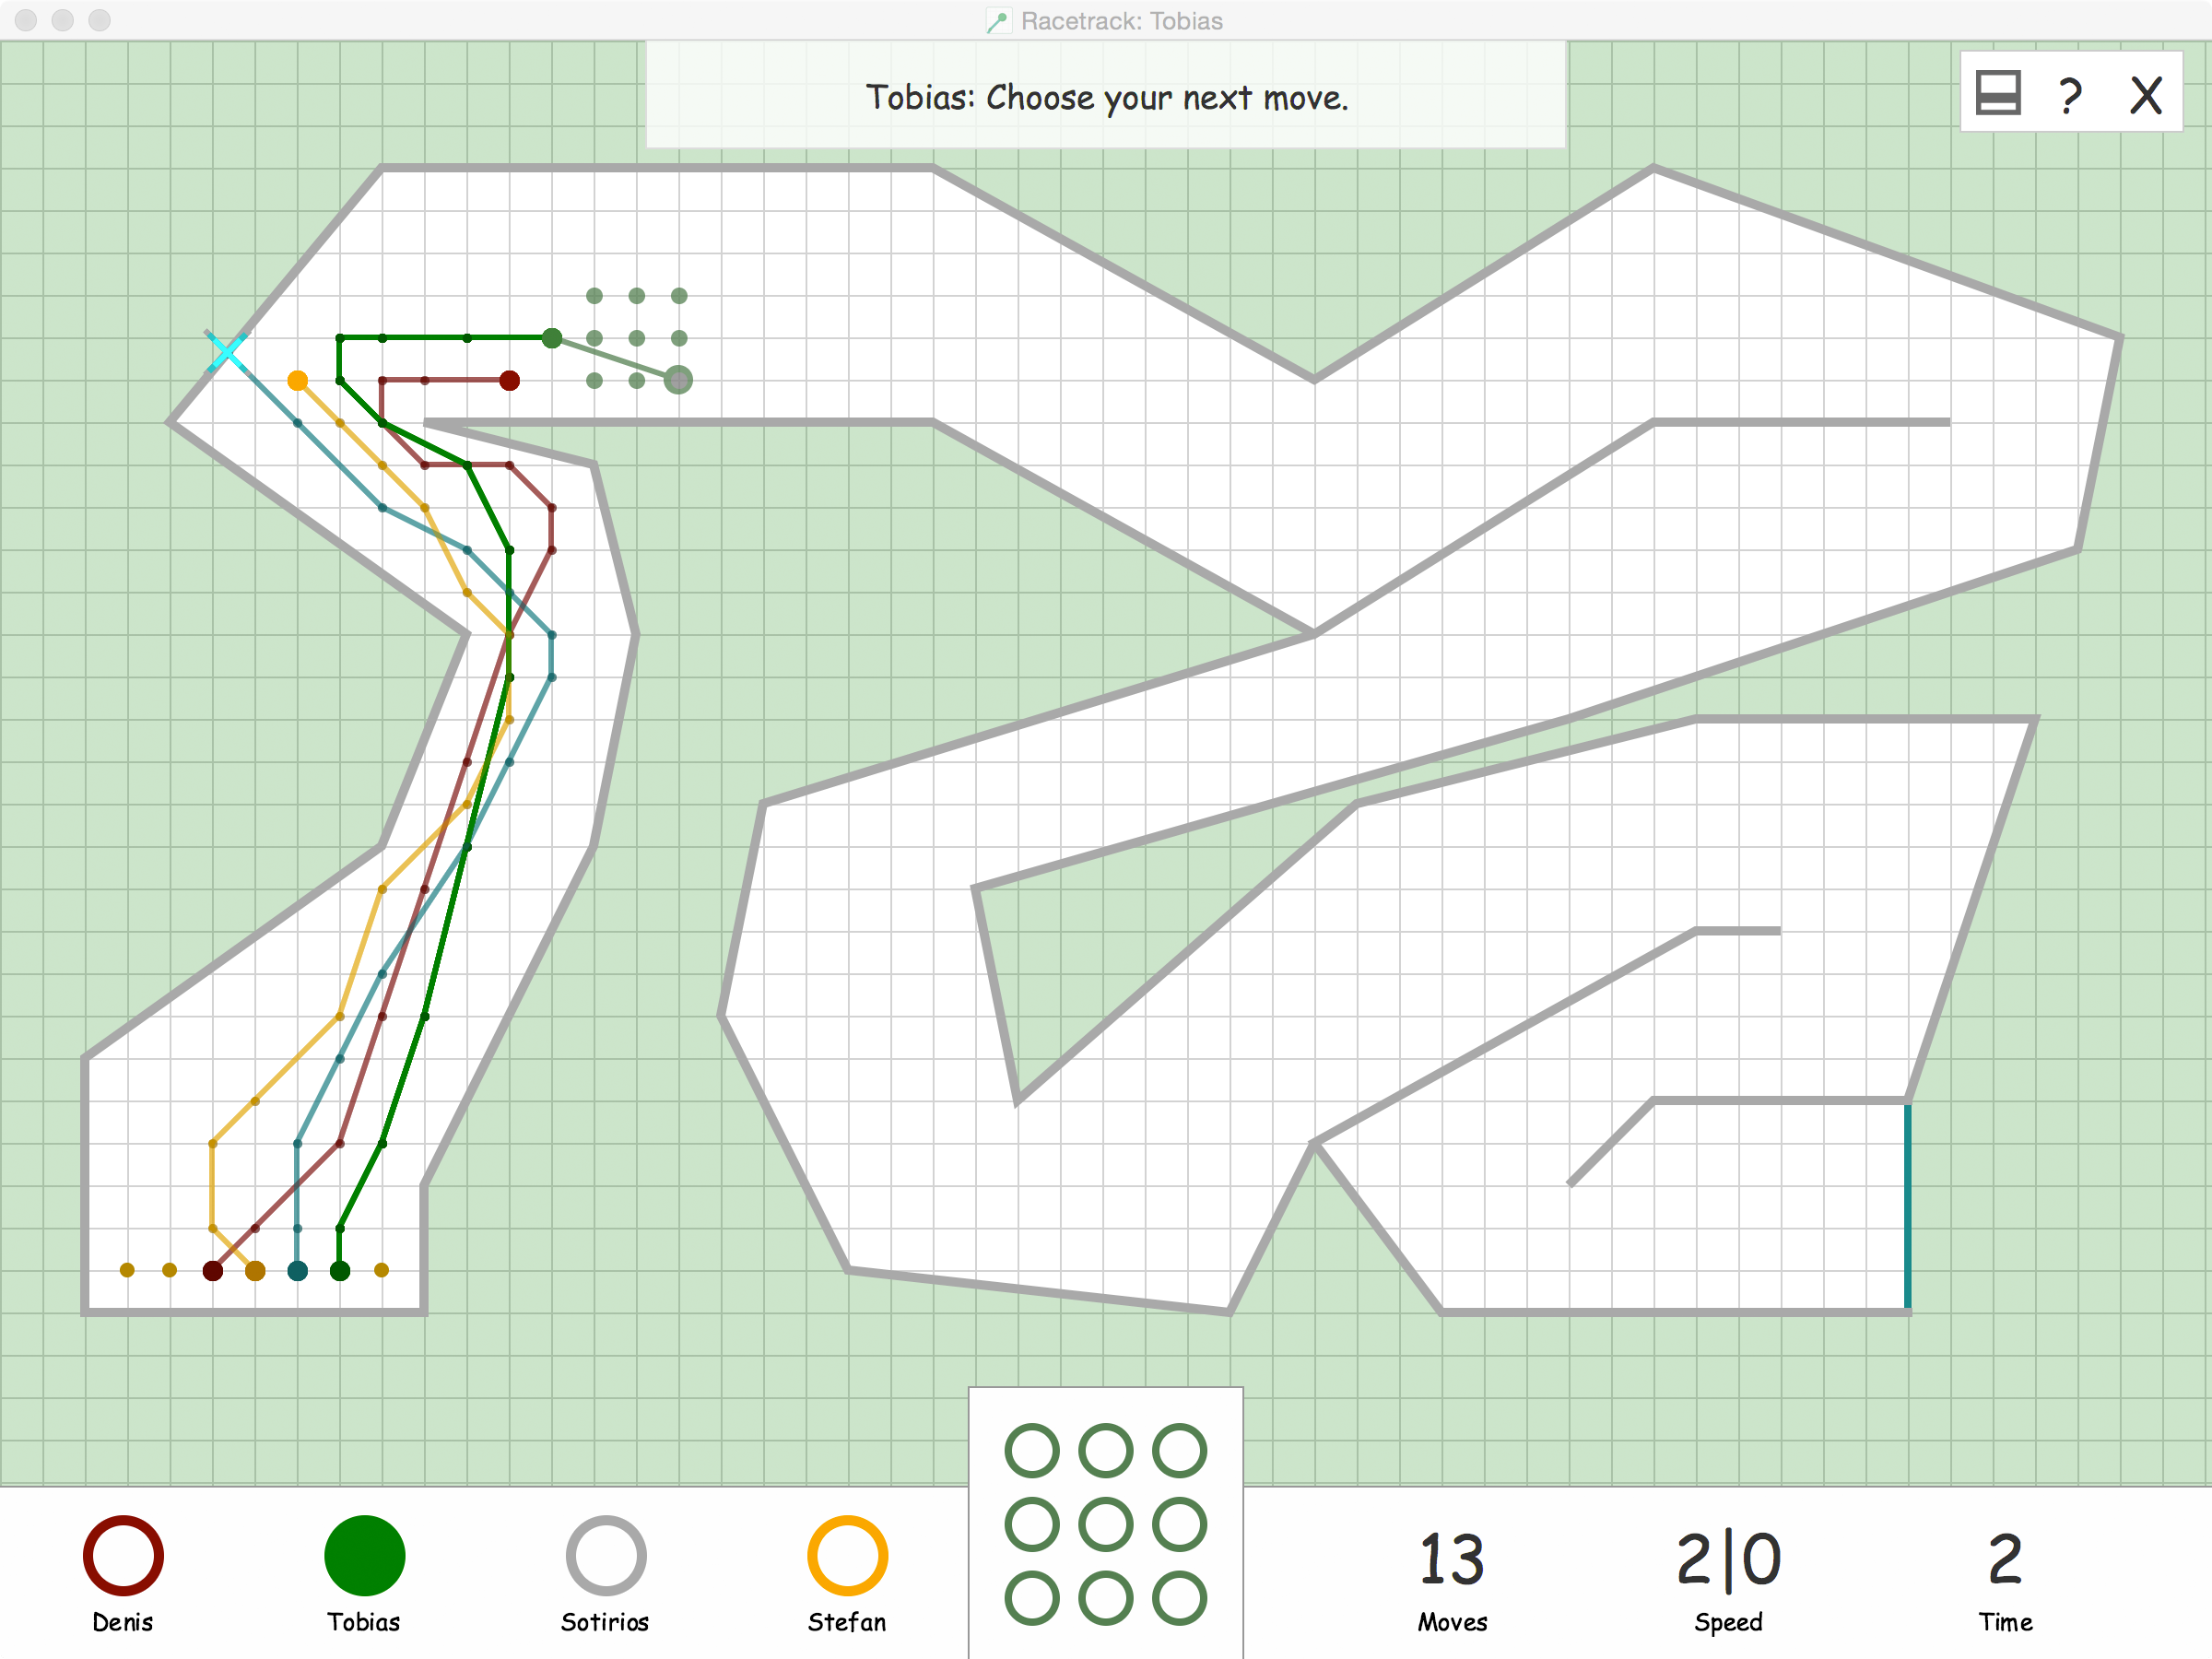 Racetrack: Tobias
Tobias: Choose your next move.
? X
13 2|0 2
Denis Tobias Sotirios Stefan Moves Speed Time